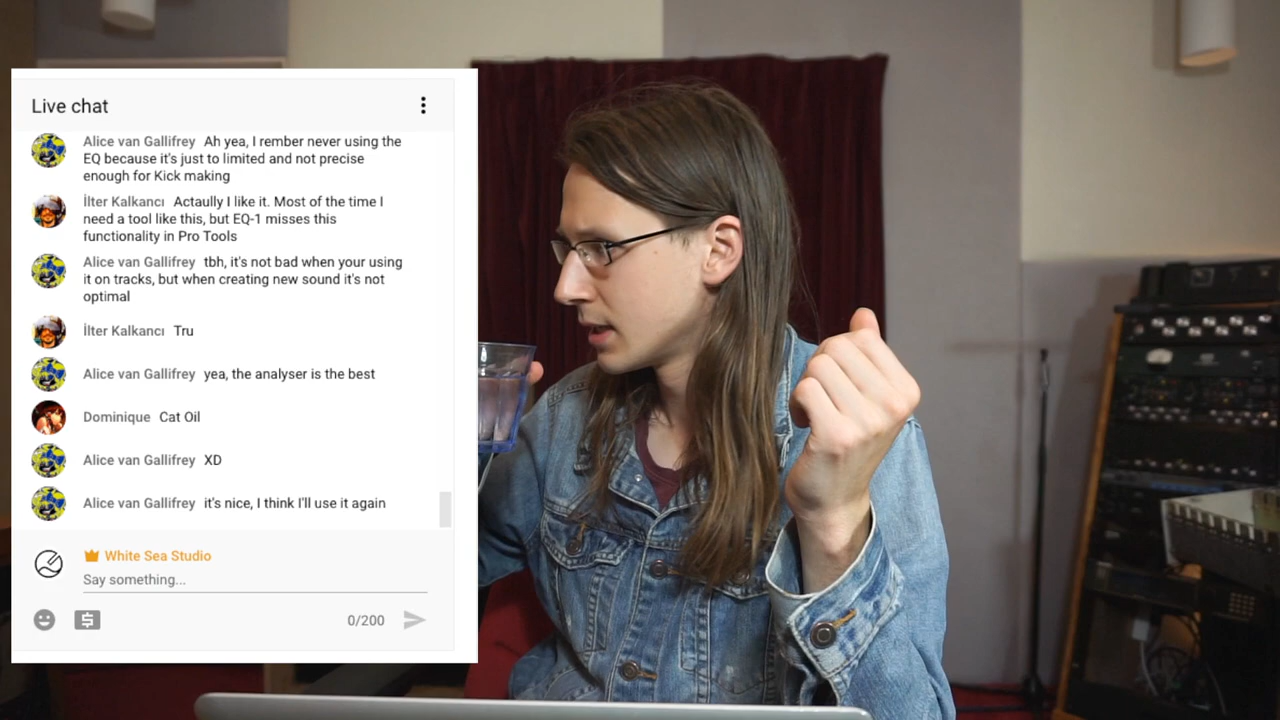 Live chat
Alice van Gallifrey Ah yea, I rember never using the
EQ because it's just to limited and not precise
enough for Kick making
İlter Kalkancı Actaully I like it. Most of the time I
need a tool like this, but EQ-1 misses this
functionality in Pro Tools
Alice van Gallifrey tbh, it's not bad when your using
it on tracks, but when creating new sound it's not
optimal
İlter Kalkancı Tru
Alice van Gallifrey yea, the analyser is the best
Dominique Cat Oil
Alice van Gallifrey XD
Alice van Gallifrey it's nice, I think I'll use it again
White Sea Studio
Say something...
0/200